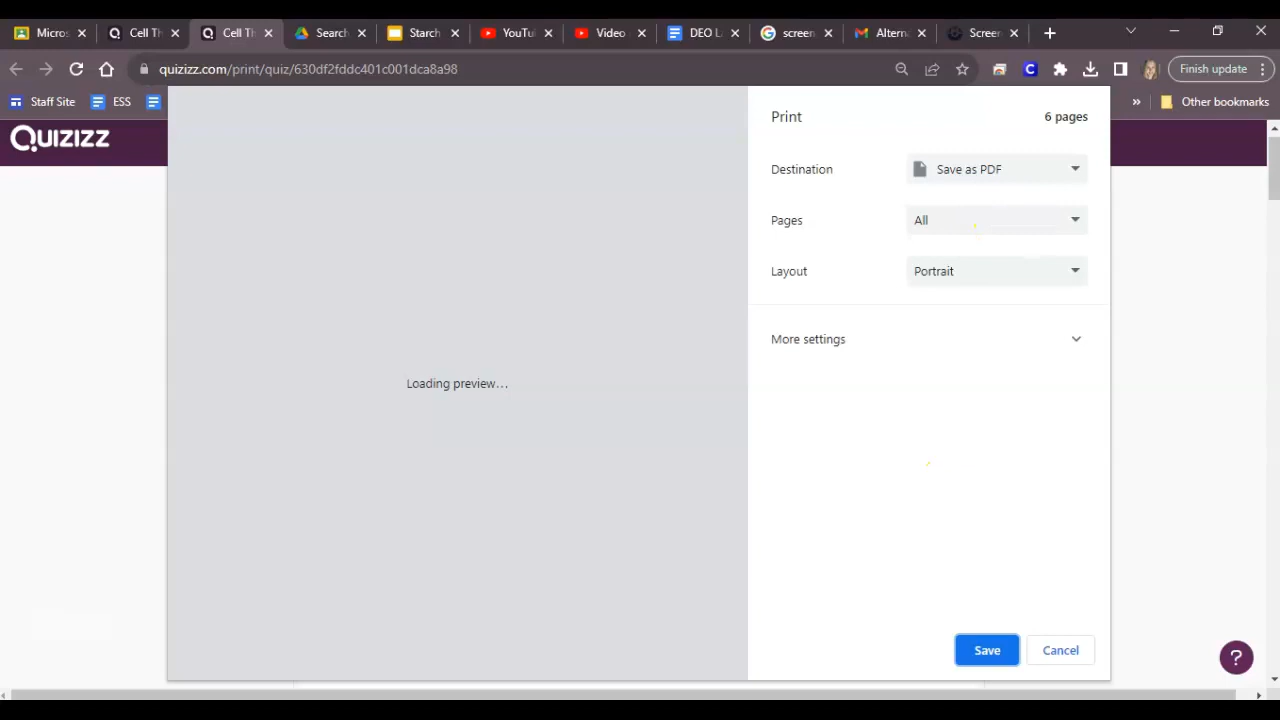 Micros
Cell Th
Cell Th
Search
Starch
YouTu
Video
DEO La
screen
Alterna
Screen
quizizz.com/print/quiz/630df2fddc401c001dca8a98
Finish update
Staff Site
ESS
»
Other bookmarks
Quizizz
Print
6 pages
Destination
Save as PDF
Pages
All
Layout
Portrait
More settings
Loading preview...
Save
Cancel
?